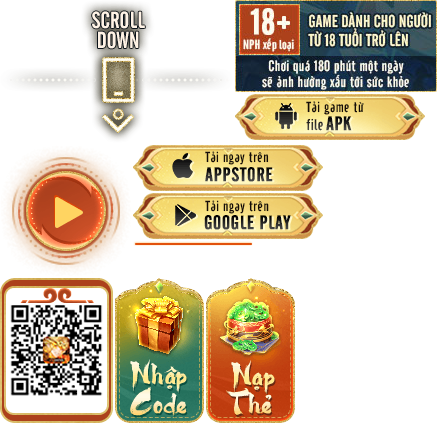 SCROLL
DOWN
18+
NPH xếp loại
GAME DÀNH CHO NGƯỜI
TỪ 18 TUỔI TRỞ LÊN
Chơi quá 180 phút một ngày
sẽ ảnh hưởng xấu tới sức khỏe
Tải game từ
file APK
Tải ngay trên
APPSTORE
Tải ngay trên
GOOGLE PLAY
Nhập
Code
Nạp
Thẻ